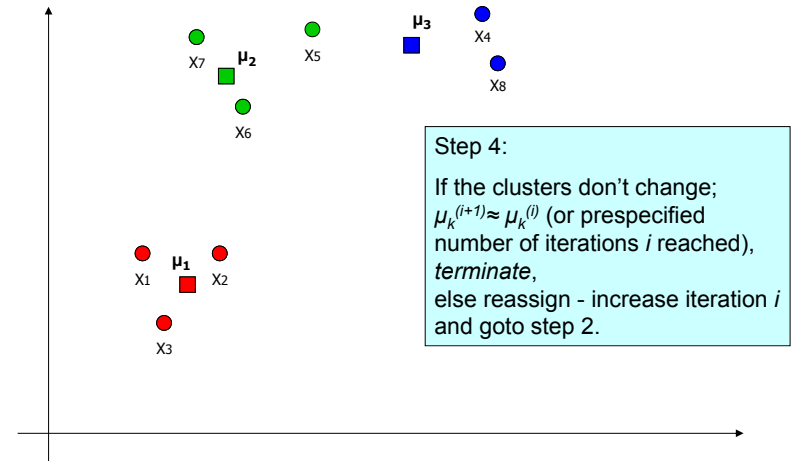 μ₃
X4
X7
μ₂
X5
X8
X6
Step 4:
If the clusters don't change;
μₖ⁽ⁱ⁺¹⁾≈ μₖ⁽ⁱ⁾ (or prespecified
number of iterations i reached),
terminate,
else reassign - increase iteration i
and goto step 2.
μ₁
X1
X2
X3